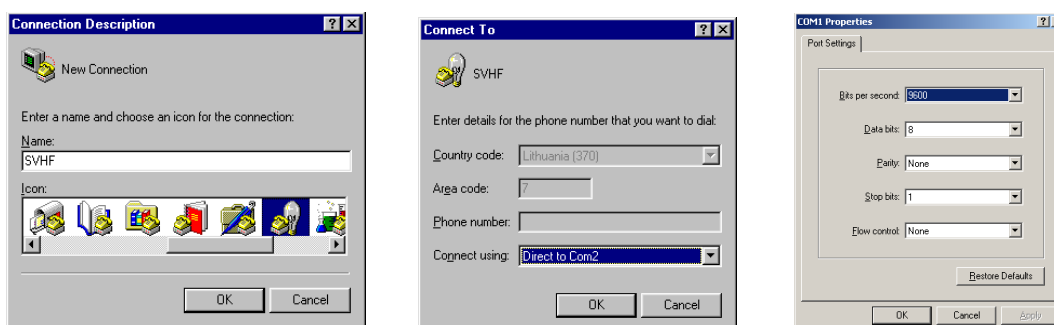 Connection Description
New Connection
Enter a name and choose an icon for the connection:
Name:
SVHF
Icon:
OK Cancel
Connect To
SVHF
Enter details for the phone number that you want to dial:
Country code: Lithuania (370)
Area code: 7
Phone number:
Connect using: Direct to Com2
OK Cancel
COM1 Properties
Port Settings
Bits per second: 9600
Data bits: 8
Parity: None
Stop bits: 1
Flow control: None
Restore Defaults
OK Cancel Apply